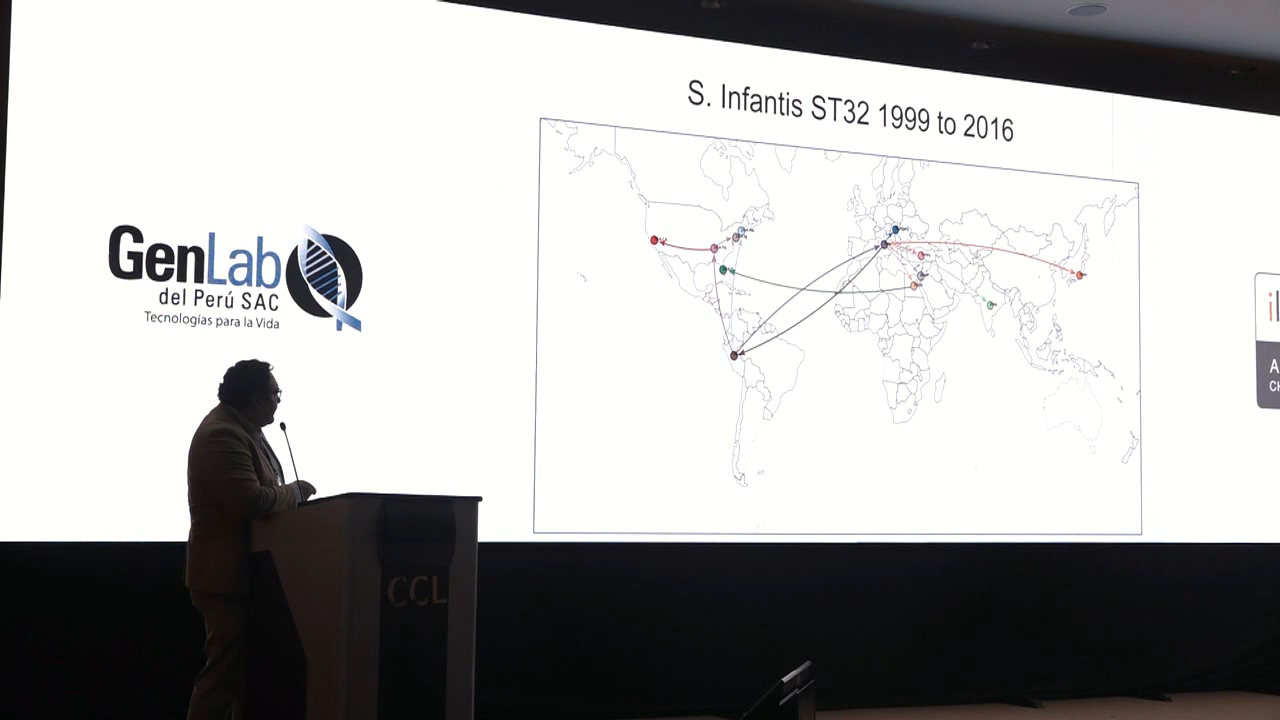 S. Infantis ST32 1999 to 2016
GenLab
del Perú SAC
Tecnologías para la Vida
CCL